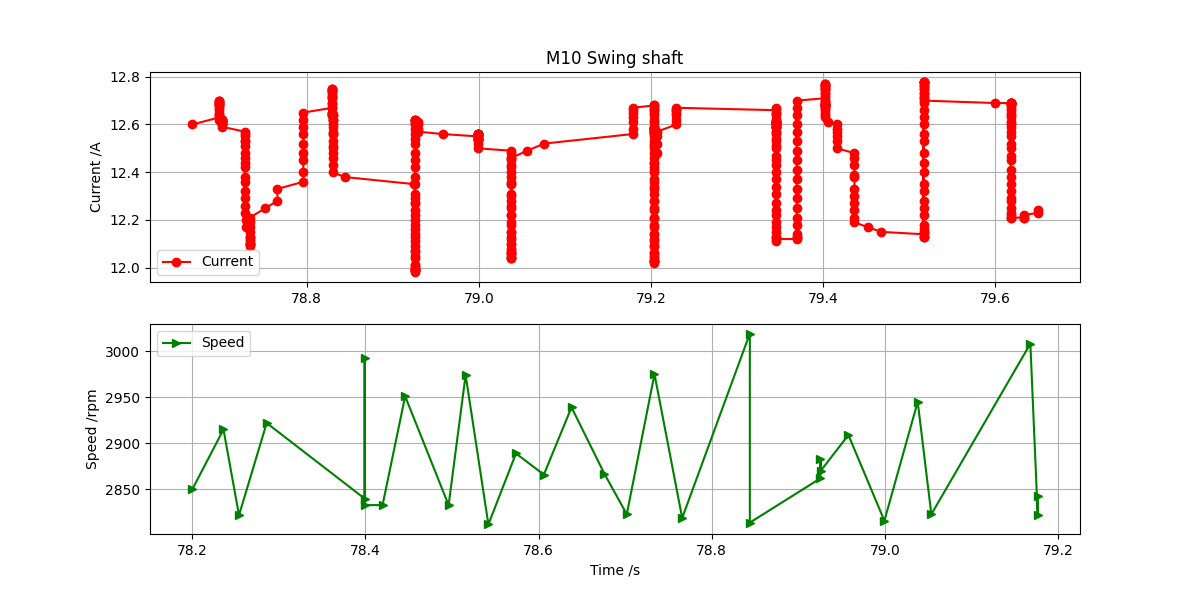 M10 Swing shaft
Current /A
12.8
12.6
12.4
12.2
12.0
Current
78.8 79.0 79.2 79.4 79.6
Speed /rpm
3000
2950
2900
2850
Speed
78.2 78.4 78.6 78.8 79.0 79.2
Time /s